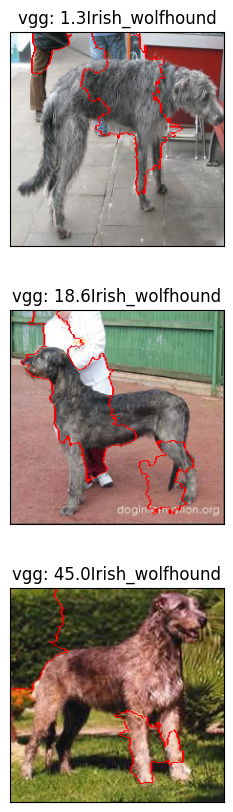 vgg: 1.3Irish_wolfhound
vgg: 18.6Irish_wolfhound
doginformation.org
vgg: 45.0Irish_wolfhound